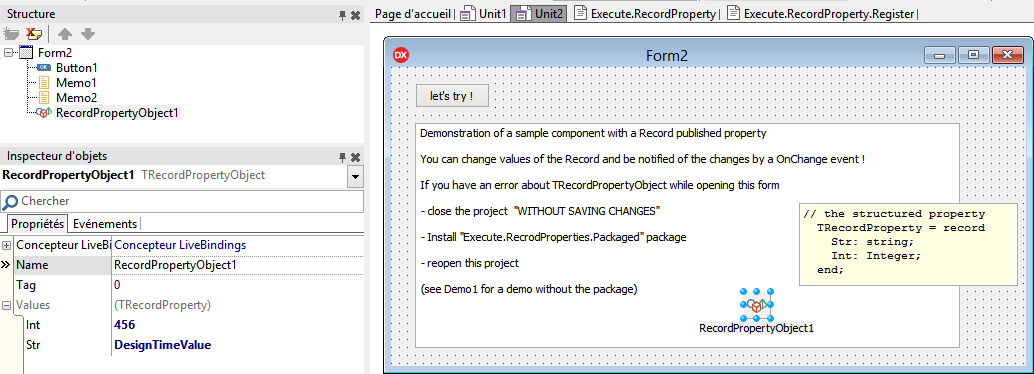 Structure
Form2
Button1
Memo1
Memo2
RecordPropertyObject1
Inspecteur d'objets
RecordPropertyObject1 TRecordPropertyObject
Chercher
Propriétés Evénements
Concepteur LiveBi Concepteur LiveBindings
Name RecordPropertyObject1
Tag 0
Values (TRecordProperty)
Int 456
Str DesignTimeValue
Page d'accueil Unit1 Unit2 Execute.RecordProperty Execute.RecordProperty.Register
DX Form2
let's try !
Demonstration of a sample component with a Record published property
You can change values of the Record and be notified of the changes by a OnChange event !
If you have an error about TRecordPropertyObject while opening this form
- close the project "WITHOUT SAVING CHANGES"
- Install "Execute.RecrodProperties.Packaged" package
- reopen this project
(see Demo1 for a demo without the package)
RecordPropertyObject1
// the structured property
TRecordProperty = record
Str: string;
Int: Integer;
end;